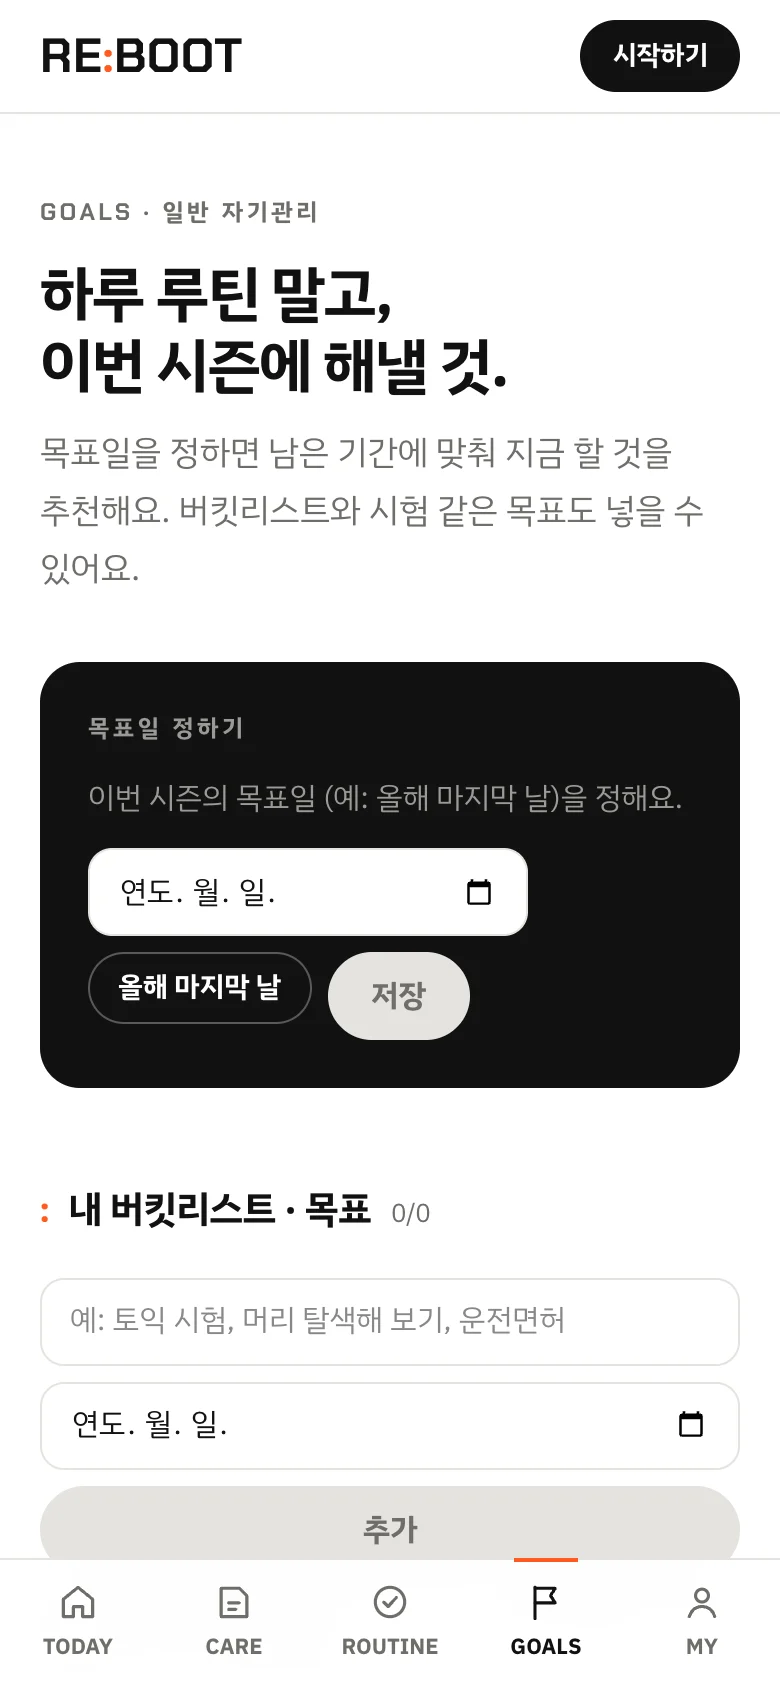 RE:BOOT
시작하기
GOALS · 일반 자기관리
하루 루틴 말고,
이번 시즌에 해낼 것.
목표일을 정하면 남은 기간에 맞춰 지금 할 것을
추천해요. 버킷리스트와 시험 같은 목표도 넣을 수
있어요.
목표일 정하기
이번 시즌의 목표일 (예: 올해 마지막 날)을 정해요.
연도. 월. 일.
올해 마지막 날
저장
: 내 버킷리스트 · 목표 0/0
예: 토익 시험, 머리 탈색해 보기, 운전면허
연도. 월. 일.
추가
TODAY
CARE
ROUTINE
GOALS
MY